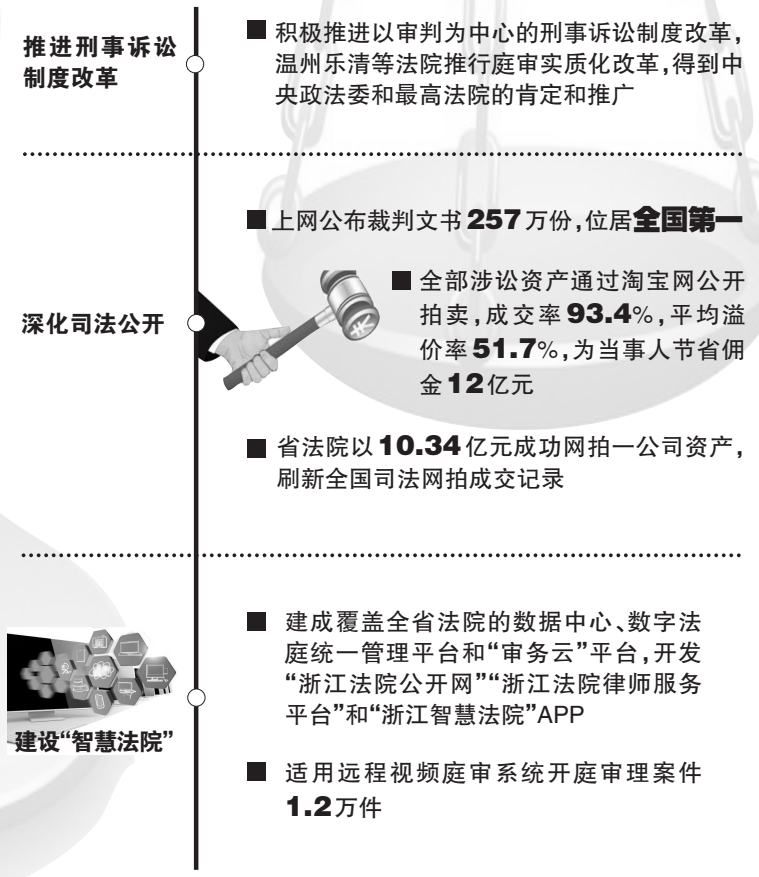 推进刑事诉讼
制度改革
■ 积极推进以审判为中心的刑事诉讼制度改革,
温州乐清等法院推行庭审实质化改革,得到中
央政法委和最高法院的肯定和推广
深化司法公开
■ 上网公布裁判文书257万份,位居全国第一
■ 全部涉讼资产通过淘宝网公开
拍卖,成交率93.4%,平均溢
价率51.7%,为当事人节省佣
金12亿元
■ 省法院以10.34亿元成功网拍一公司资产,
刷新全国司法网拍成交记录
建设“智慧法院”
■ 建成覆盖全省法院的数据中心、数字法
庭统一管理平台和“审务云”平台,开发
“浙江法院公开网”“浙江法院律师服务
平台”和“浙江智慧法院”APP
■ 适用远程视频庭审系统开庭审理案件
1.2万件